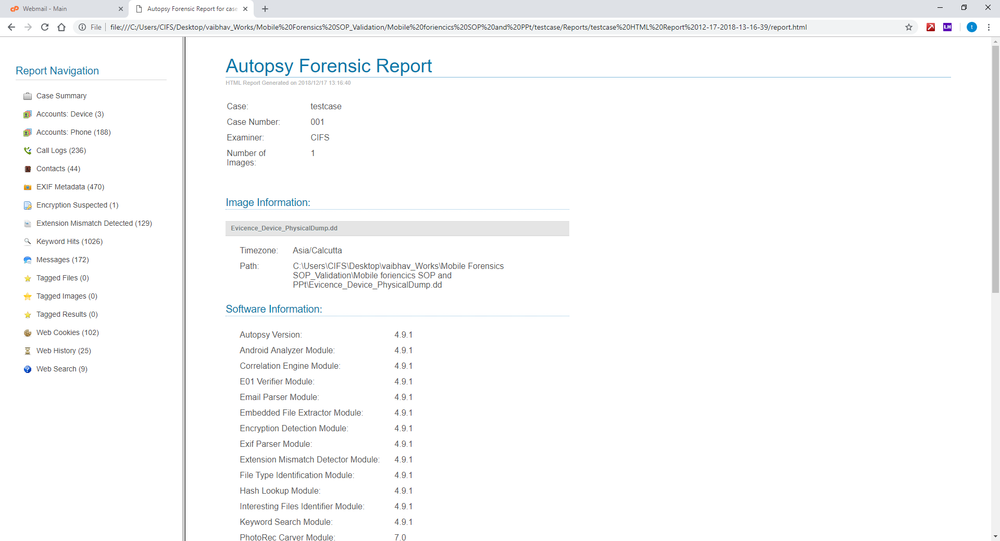 Webmail - Main
Autopsy Forensic Report for case
File
file:///C:/Users/CIFS/Desktop/vaibhav_Works/Mobile%20Forensics%20SOP_Validation/Mobile%20foriencics%20SOP%20and%20PPt/testcase/Reports/testcase%20HTML%20Report%2012-17-2018-13-16-39/report.html
LH
t
Report Navigation
Case Summary
Accounts: Device (3)
Accounts: Phone (188)
Call Logs (236)
Contacts (44)
EXIF Metadata (470)
Encryption Suspected (1)
Extension Mismatch Detected (129)
Keyword Hits (1026)
Messages (172)
Tagged Files (0)
Tagged Images (0)
Tagged Results (0)
Web Cookies (102)
Web History (25)
Web Search (9)
Autopsy Forensic Report
HTML Report Generated on 2018/12/17 13:16:40
Case: testcase
Case Number: 001
Examiner: CIFS
Number of 1
Images:
Image Information:
Evicence_Device_PhysicalDump.dd
Timezone: Asia/Calcutta
Path: C:\Users\CIFS\Desktop\vaibhav_Works\Mobile Forensics
SOP_Validation\Mobile foriencics SOP and
PPt\Evicence_Device_PhysicalDump.dd
Software Information:
Autopsy Version: 4.9.1
Android Analyzer Module: 4.9.1
Correlation Engine Module: 4.9.1
E01 Verifier Module: 4.9.1
Email Parser Module: 4.9.1
Embedded File Extractor Module: 4.9.1
Encryption Detection Module: 4.9.1
Exif Parser Module: 4.9.1
Extension Mismatch Detector Module: 4.9.1
File Type Identification Module: 4.9.1
Hash Lookup Module: 4.9.1
Interesting Files Identifier Module: 4.9.1
Keyword Search Module: 4.9.1
PhotoRec Carver Module: 7.0